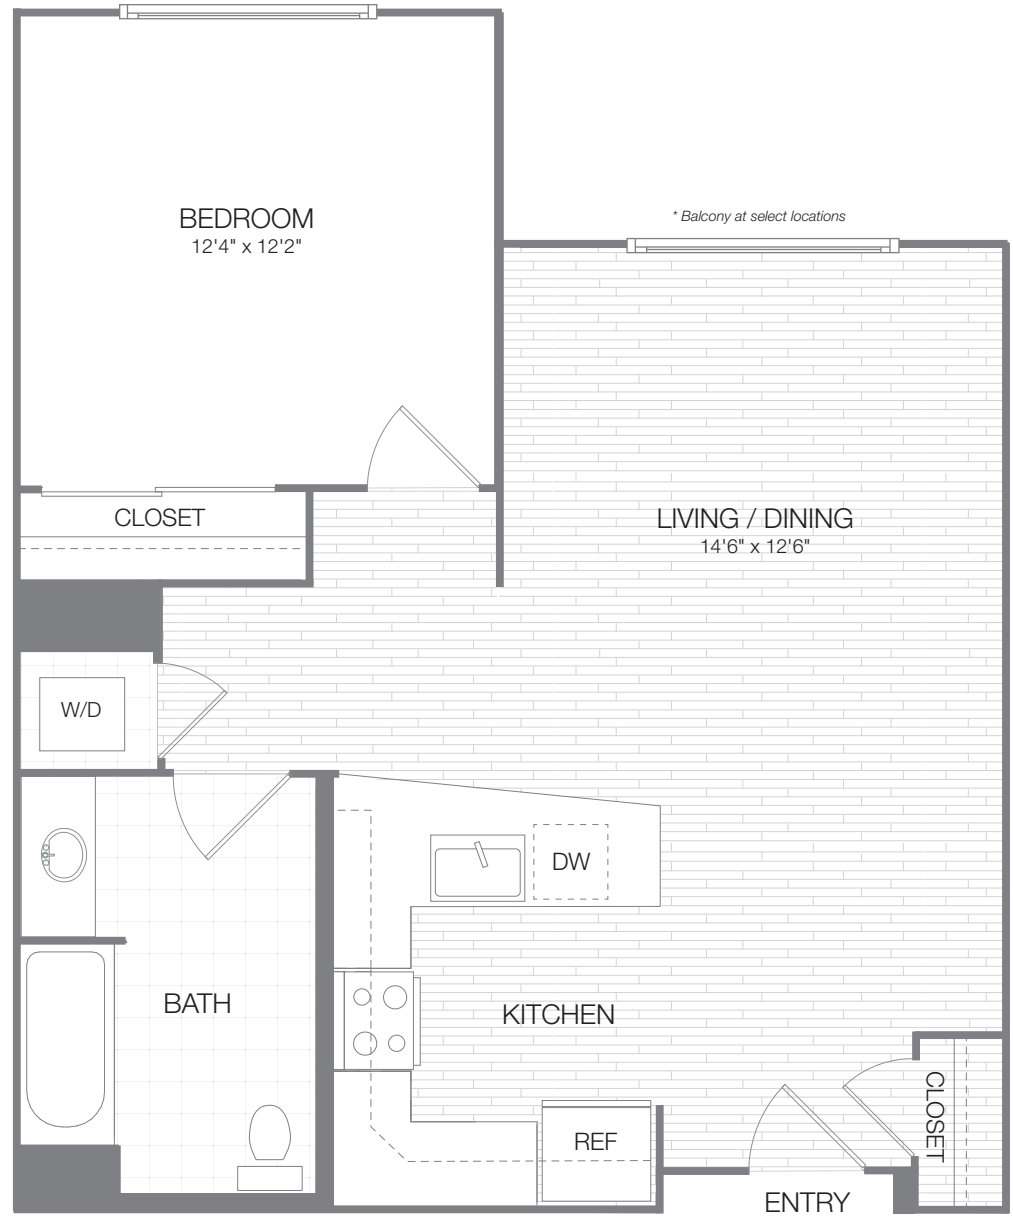 BEDROOM
12'4" x 12'2"
* Balcony at select locations
CLOSET
LIVING / DINING
14'6" x 12'6"
W/D
DW
BATH
KITCHEN
CLOSET
REF
ENTRY